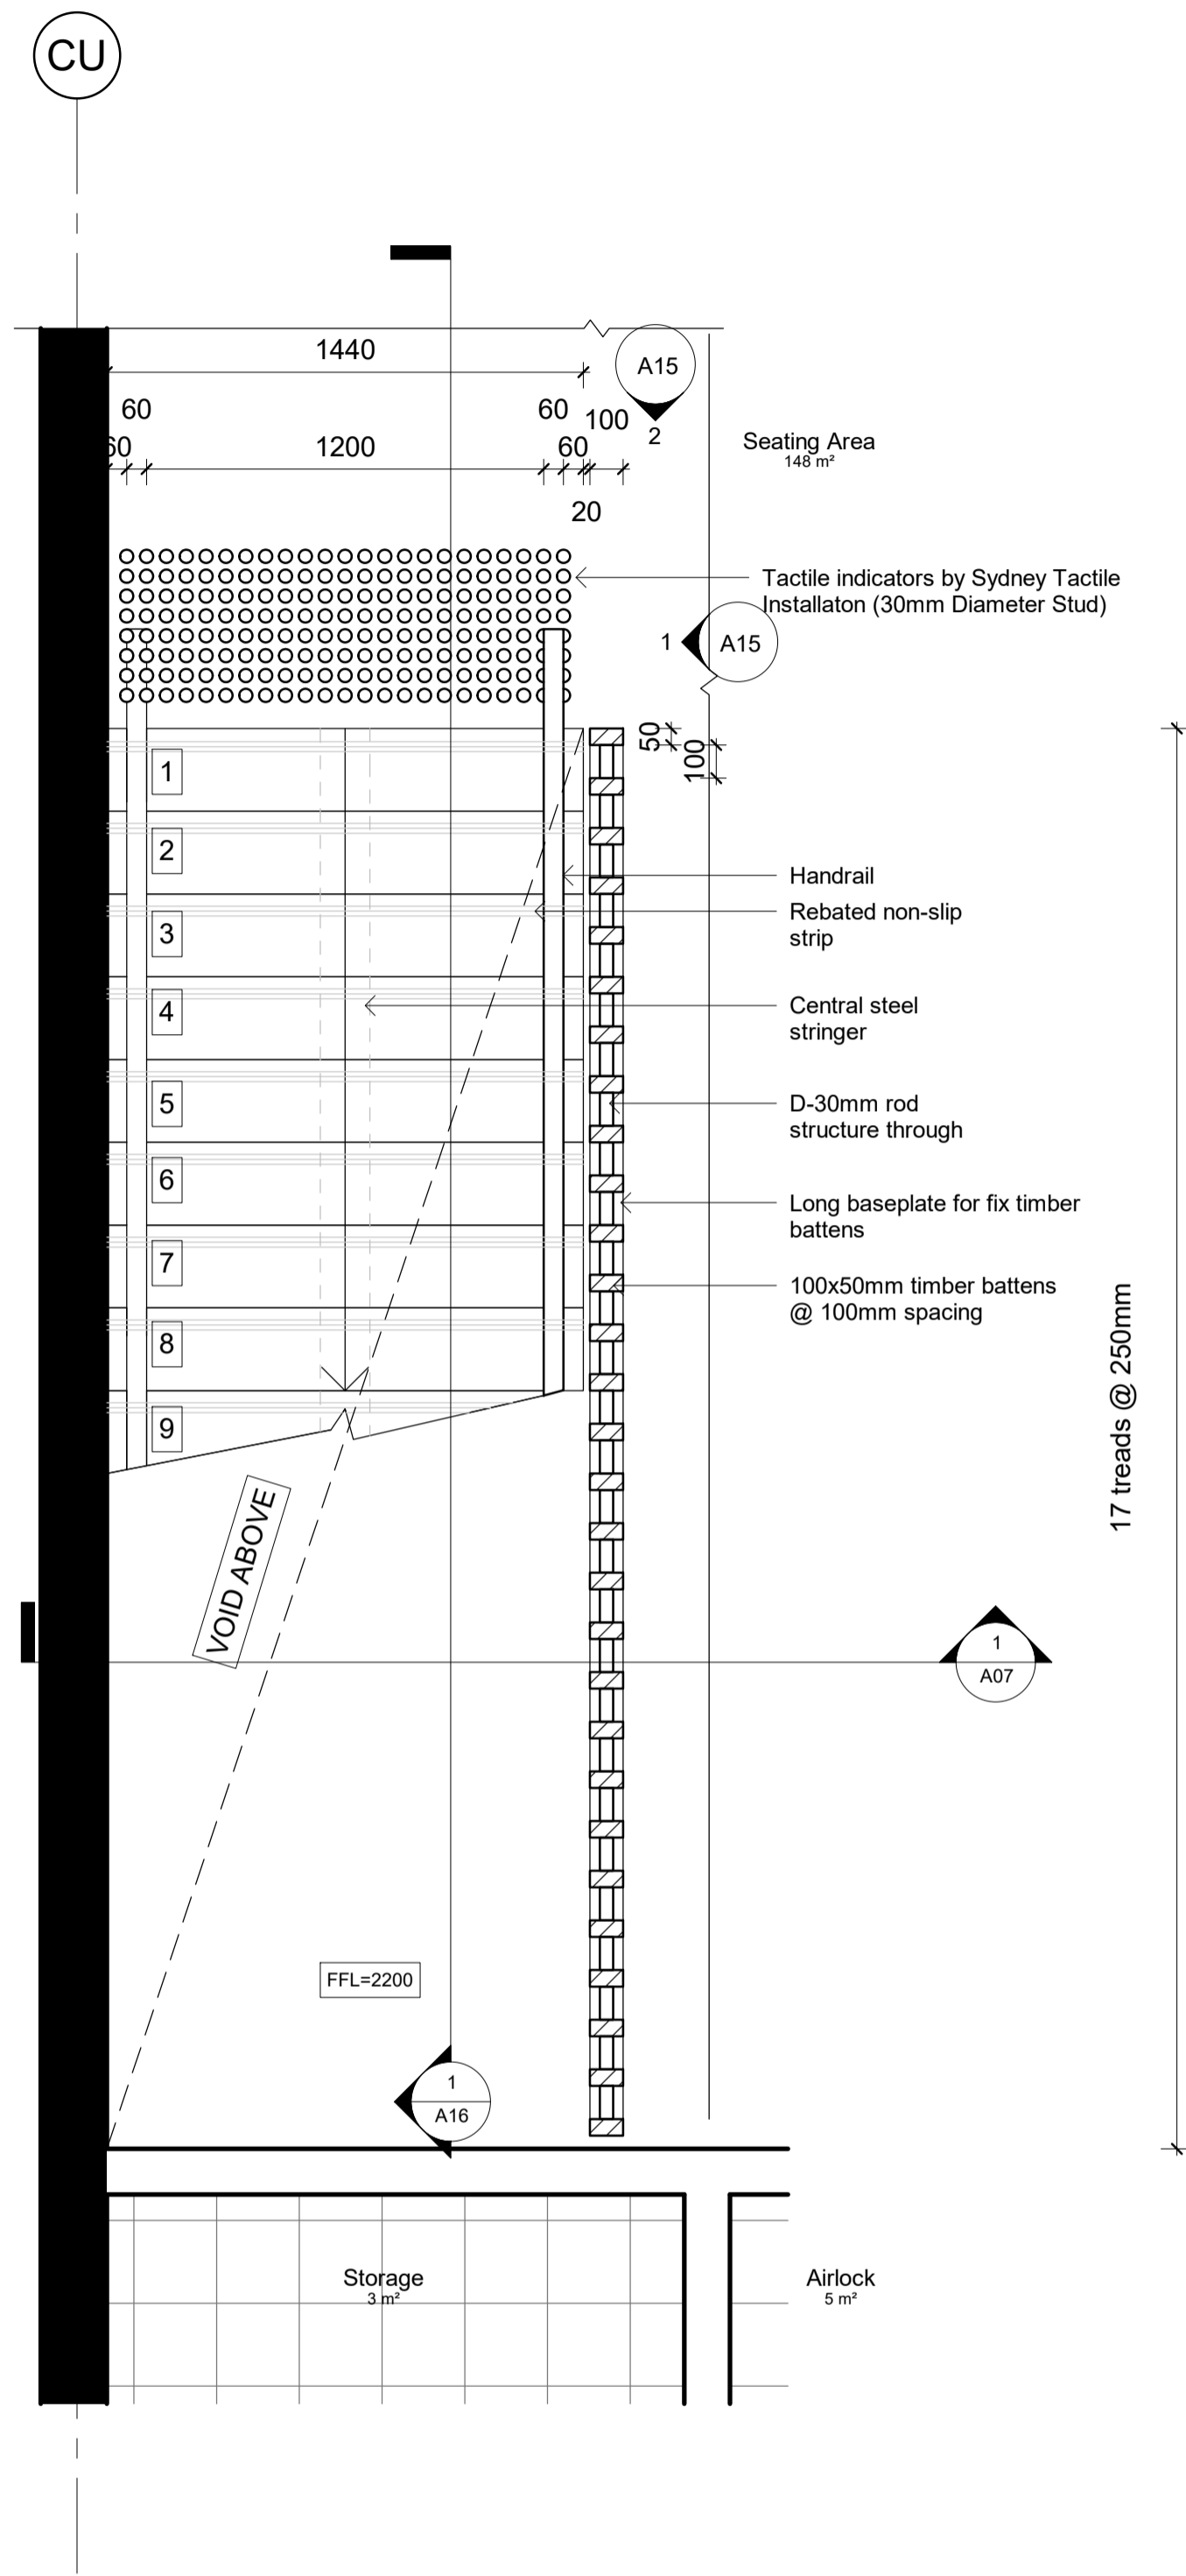 CU
1440
A15
2
60
60
100
60
1200
60
20
Seating Area
148 m²
Tactile indicators by Sydney Tactile
Installaton (30mm Diameter Stud)
1
A15
50
100
1
2
3
4
5
6
7
8
9
Handrail
Rebated non-slip
strip
Central steel
stringer
D-30mm rod
structure through
Long baseplate for fix timber
battens
100x50mm timber battens
@ 100mm spacing
17 treads @ 250mm
VOID ABOVE
1
A07
FFL=2200
1
A16
Storage
3 m²
Airlock
5 m²